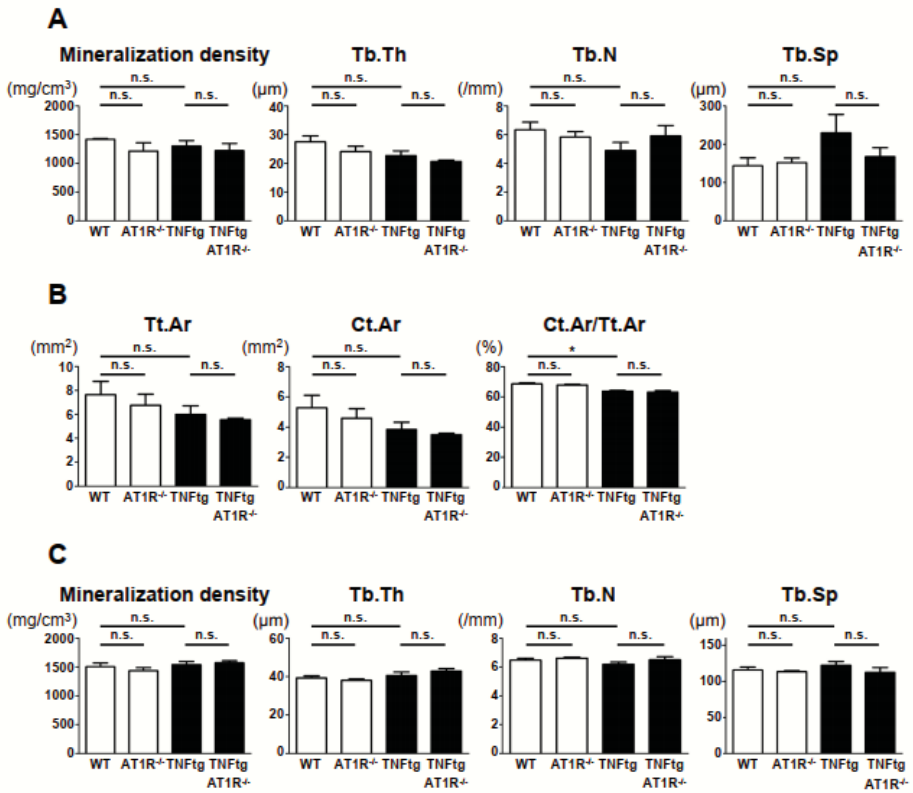 A
Mineralization density
Tb.Th
Tb.N
Tb.Sp
(mg/cm³)
n.s.
n.s.
n.s.
2000
1500
1000
500
0
WT
AT1R⁻/⁻
TNFtg
TNFtg
AT1R⁻/⁻
(μm)
n.s.
n.s.
n.s.
40
30
20
10
0
WT
AT1R⁻/⁻
TNFtg
TNFtg
AT1R⁻/⁻
(/mm)
n.s.
n.s.
n.s.
8
6
4
2
0
WT
AT1R⁻/⁻
TNFtg
TNFtg
AT1R⁻/⁻
(μm)
n.s.
n.s.
n.s.
300
200
100
0
WT
AT1R⁻/⁻
TNFtg
TNFtg
AT1R⁻/⁻
B
Tt.Ar
Ct.Ar
Ct.Ar/Tt.Ar
(mm²)
n.s.
n.s.
n.s.
10
8
6
4
2
0
WT
AT1R⁻/⁻
TNFtg
TNFtg
AT1R⁻/⁻
(mm²)
n.s.
n.s.
n.s.
8
6
4
2
0
WT
AT1R⁻/⁻
TNFtg
TNFtg
AT1R⁻/⁻
(%)
*
n.s.
n.s.
80
60
40
20
0
WT
AT1R⁻/⁻
TNFtg
TNFtg
AT1R⁻/⁻
C
Mineralization density
Tb.Th
Tb.N
Tb.Sp
(mg/cm³)
n.s.
n.s.
n.s.
2000
1500
1000
500
0
WT
AT1R⁻/⁻
TNFtg
TNFtg
AT1R⁻/⁻
(μm)
n.s.
n.s.
n.s.
60
40
20
0
WT
AT1R⁻/⁻
TNFtg
TNFtg
AT1R⁻/⁻
(/mm)
n.s.
n.s.
n.s.
8
6
4
2
0
WT
AT1R⁻/⁻
TNFtg
TNFtg
AT1R⁻/⁻
(μm)
n.s.
n.s.
n.s.
150
100
50
0
WT
AT1R⁻/⁻
TNFtg
TNFtg
AT1R⁻/⁻